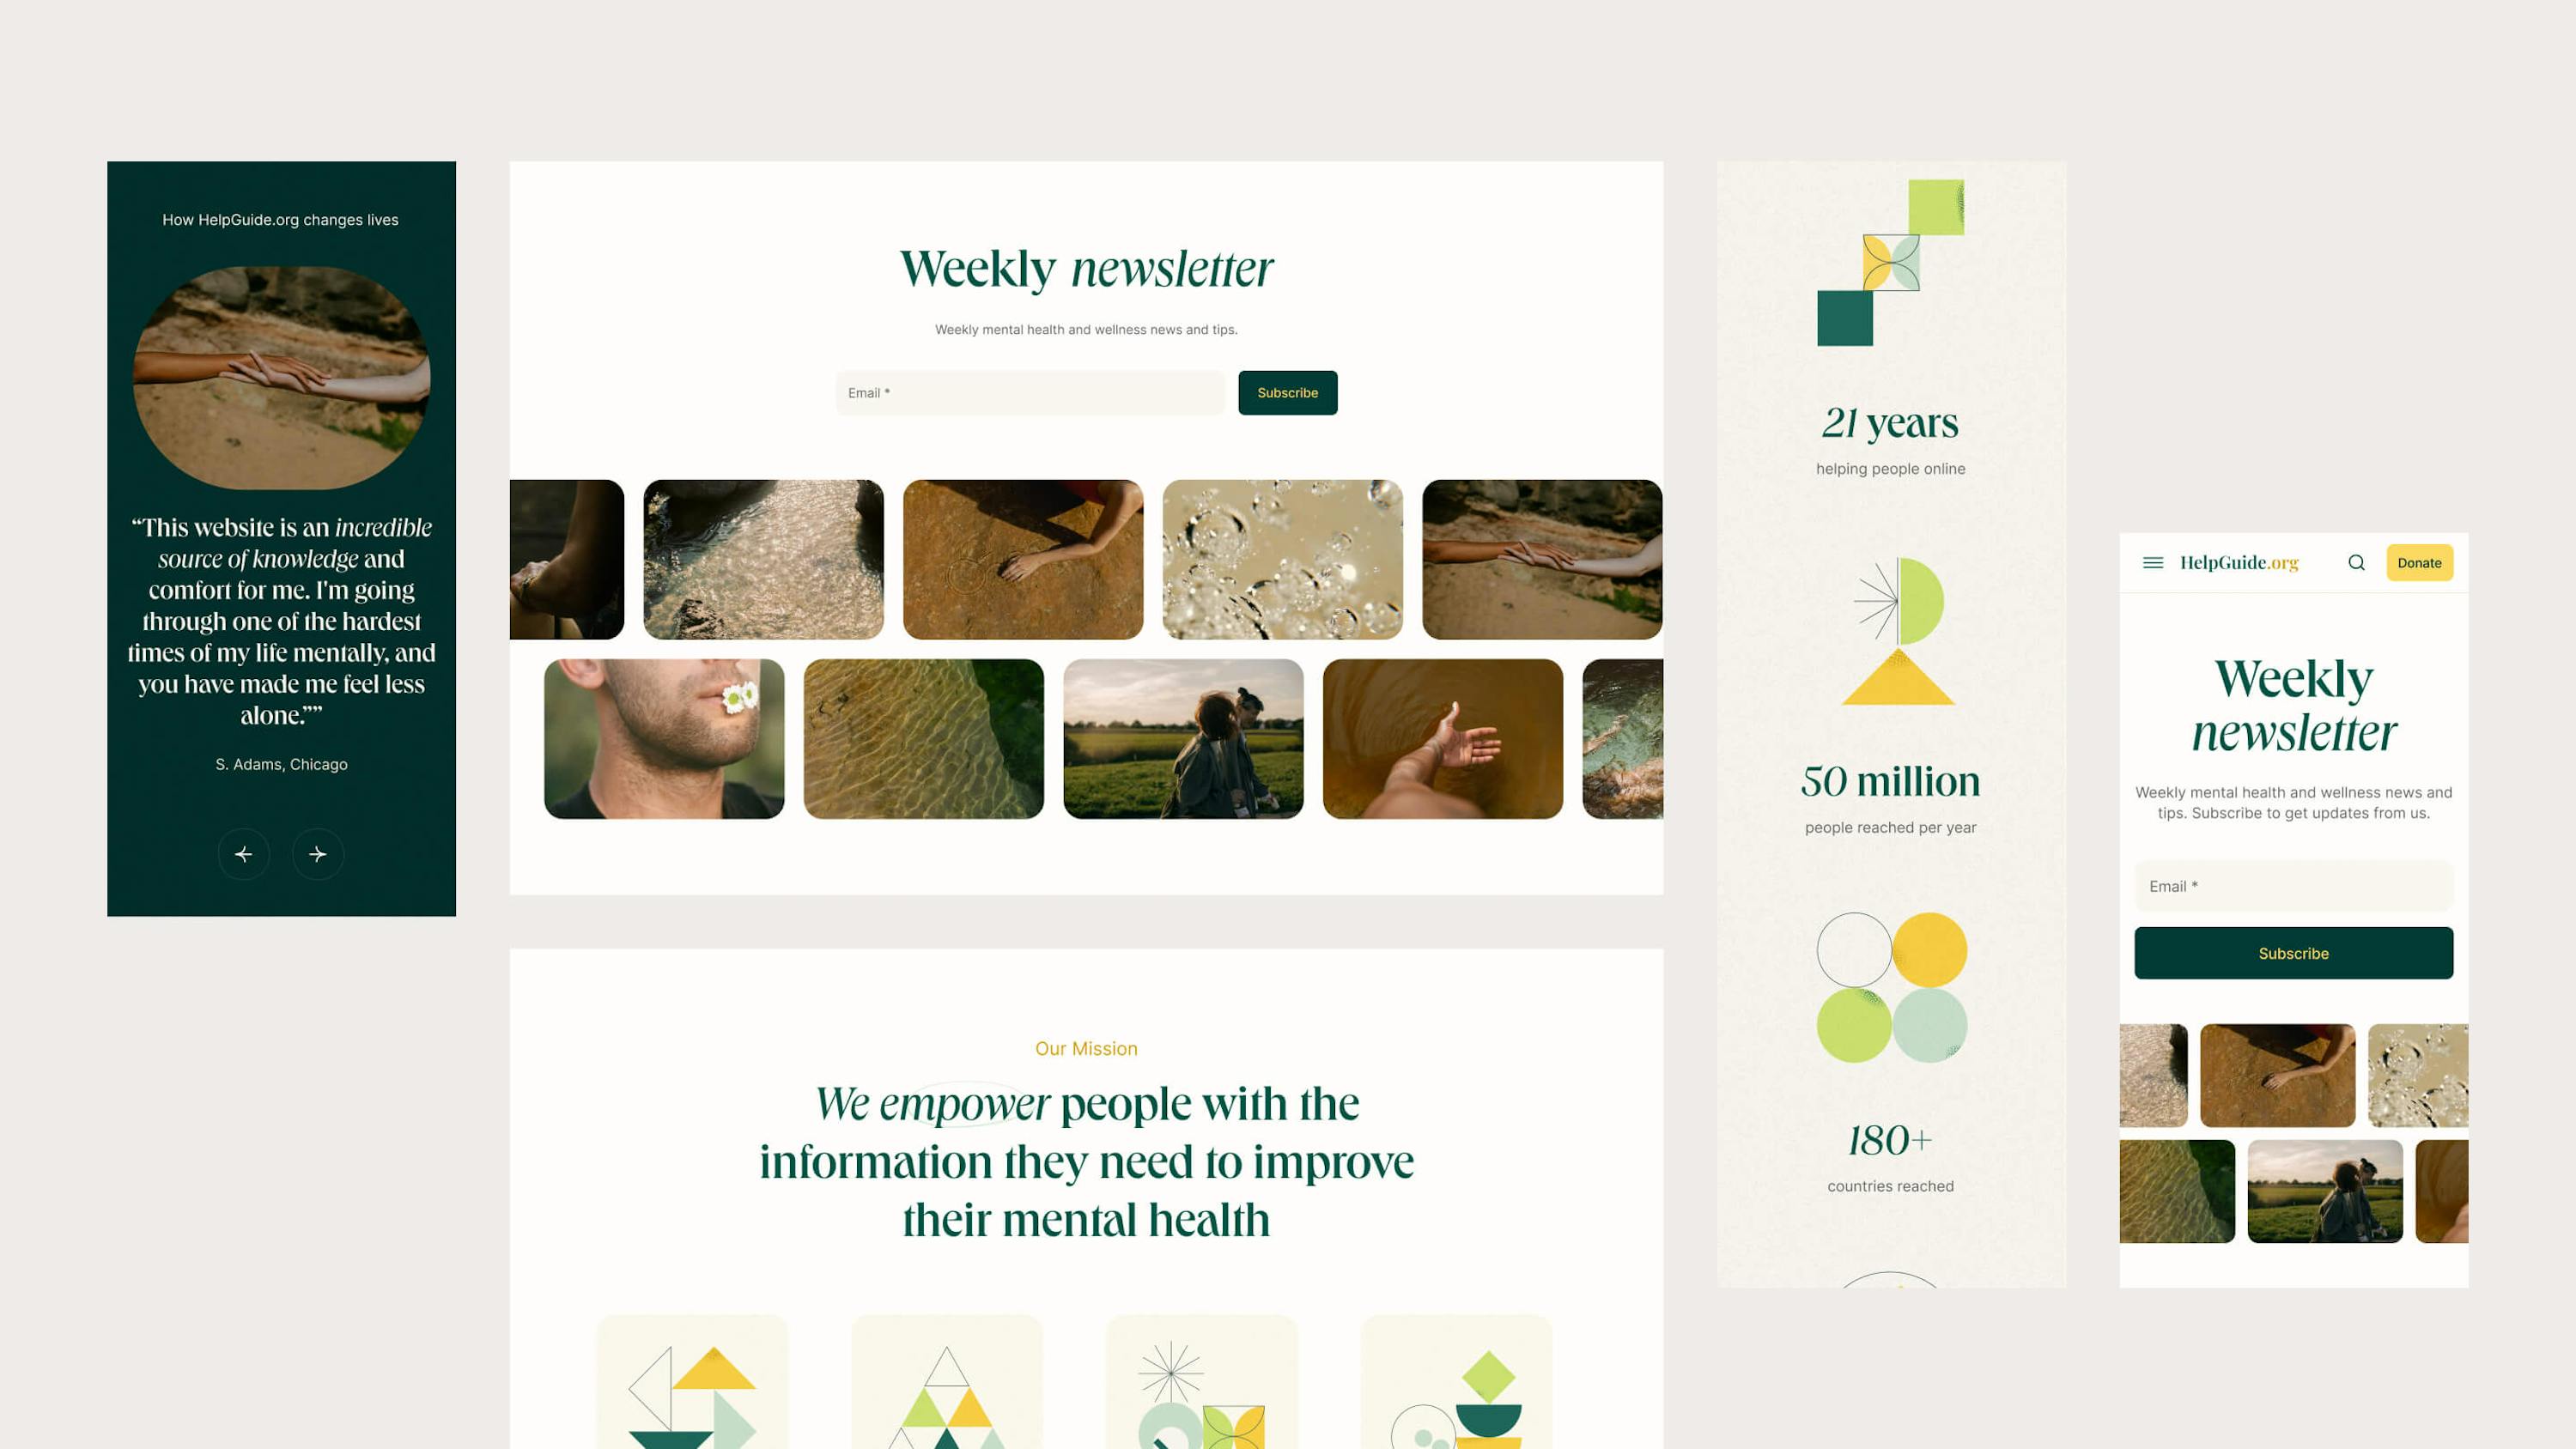 How HelpGuide.org changes lives
“This website is an incredible
source of knowledge and
comfort for me. I'm going
through one of the hardest
times of my life mentally, and
you have made me feel less
alone.””
S. Adams, Chicago
Weekly newsletter
Weekly mental health and wellness news and tips.
Email *
Subscribe
Our Mission
We empower people with the
information they need to improve
their mental health
21 years
helping people online
50 million
people reached per year
180+
countries reached
HelpGuide.org
Donate
Weekly
newsletter
Weekly mental health and wellness news and
tips. Subscribe to get updates from us.
Email *
Subscribe